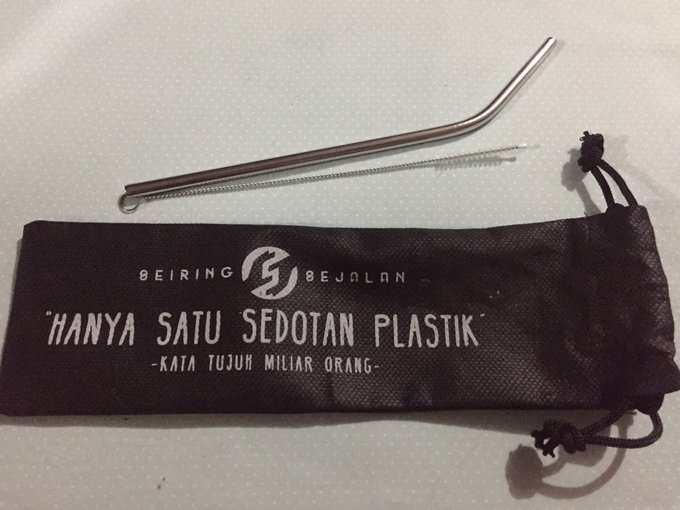 SEIRING SEJALAN
"HANYA SATU SEDOTAN PLASTIK"
-KATA TUJUH MILIAR ORANG-